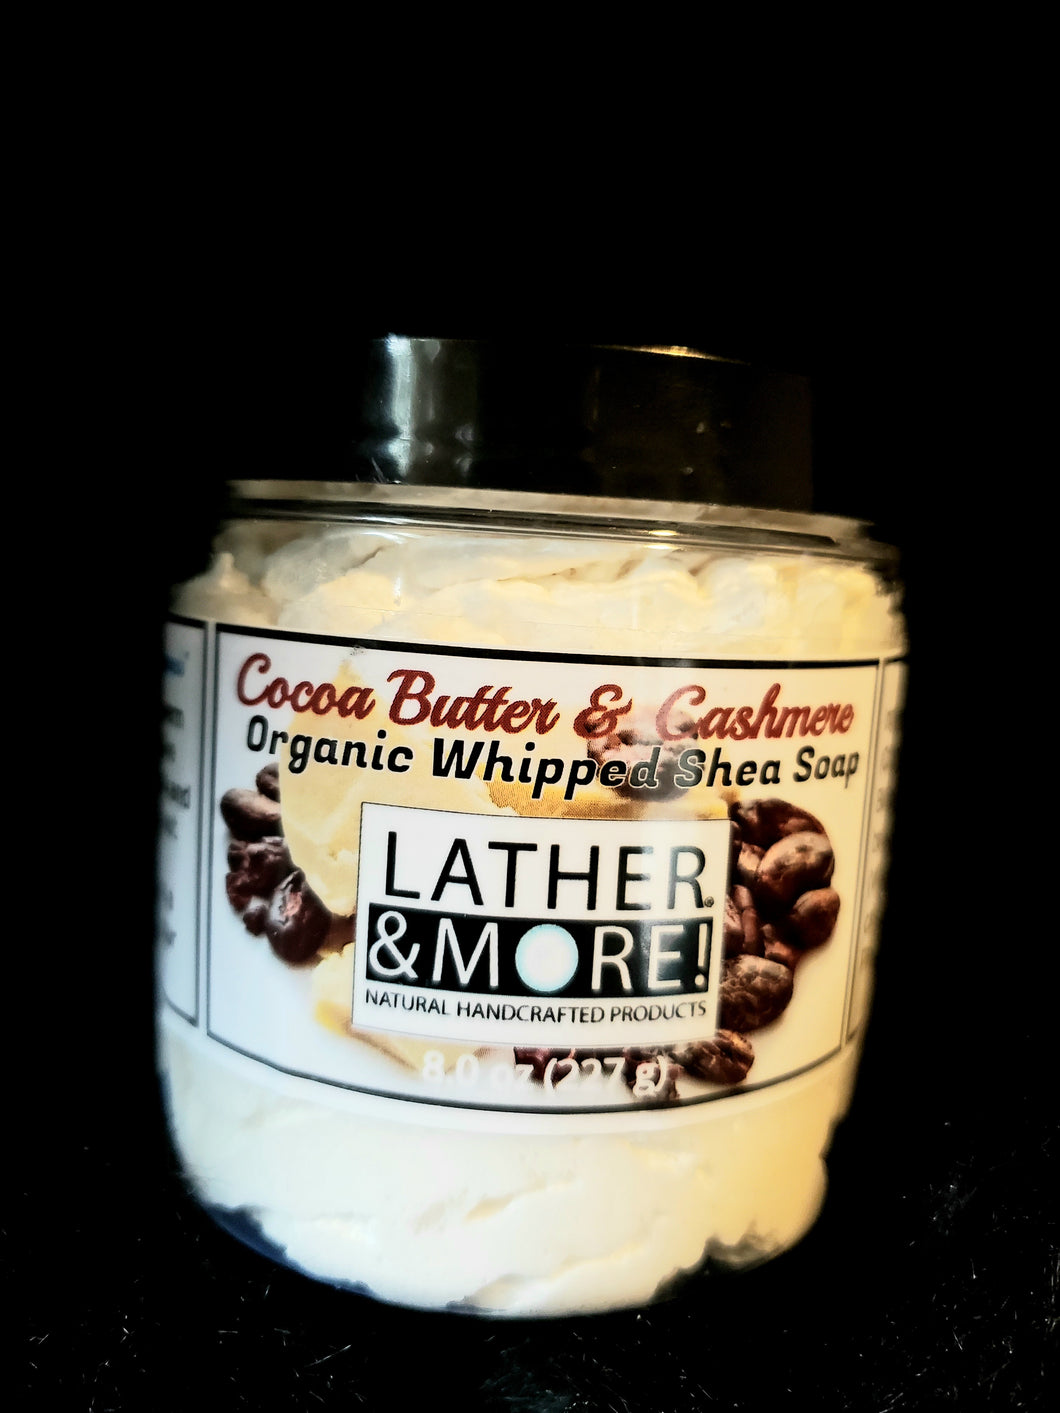 Cocoa Butter & Cashmere
Organic Whipped Shea Soap
LATHER®
&MORE!
NATURAL HANDCRAFTED PRODUCTS
8.0 oz (227 g)